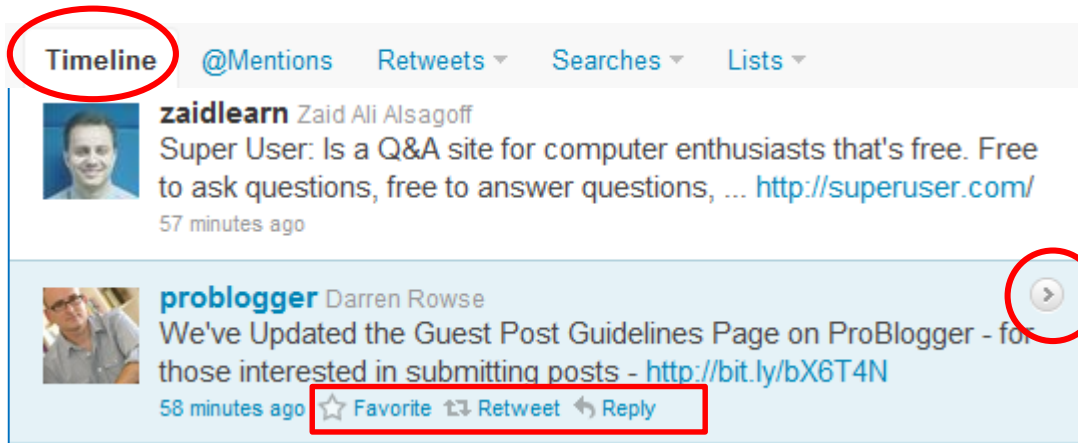 Timeline @Mentions Retweets Searches Lists
zaidlearn Zaid Ali Alsagoff
Super User: Is a Q&A site for computer enthusiasts that's free. Free
to ask questions, free to answer questions, ... http://superuser.com/
57 minutes ago
problogger Darren Rowse
We've Updated the Guest Post Guidelines Page on ProBlogger - for
those interested in submitting posts - http://bit.ly/bX6T4N
58 minutes ago Favorite Retweet Reply